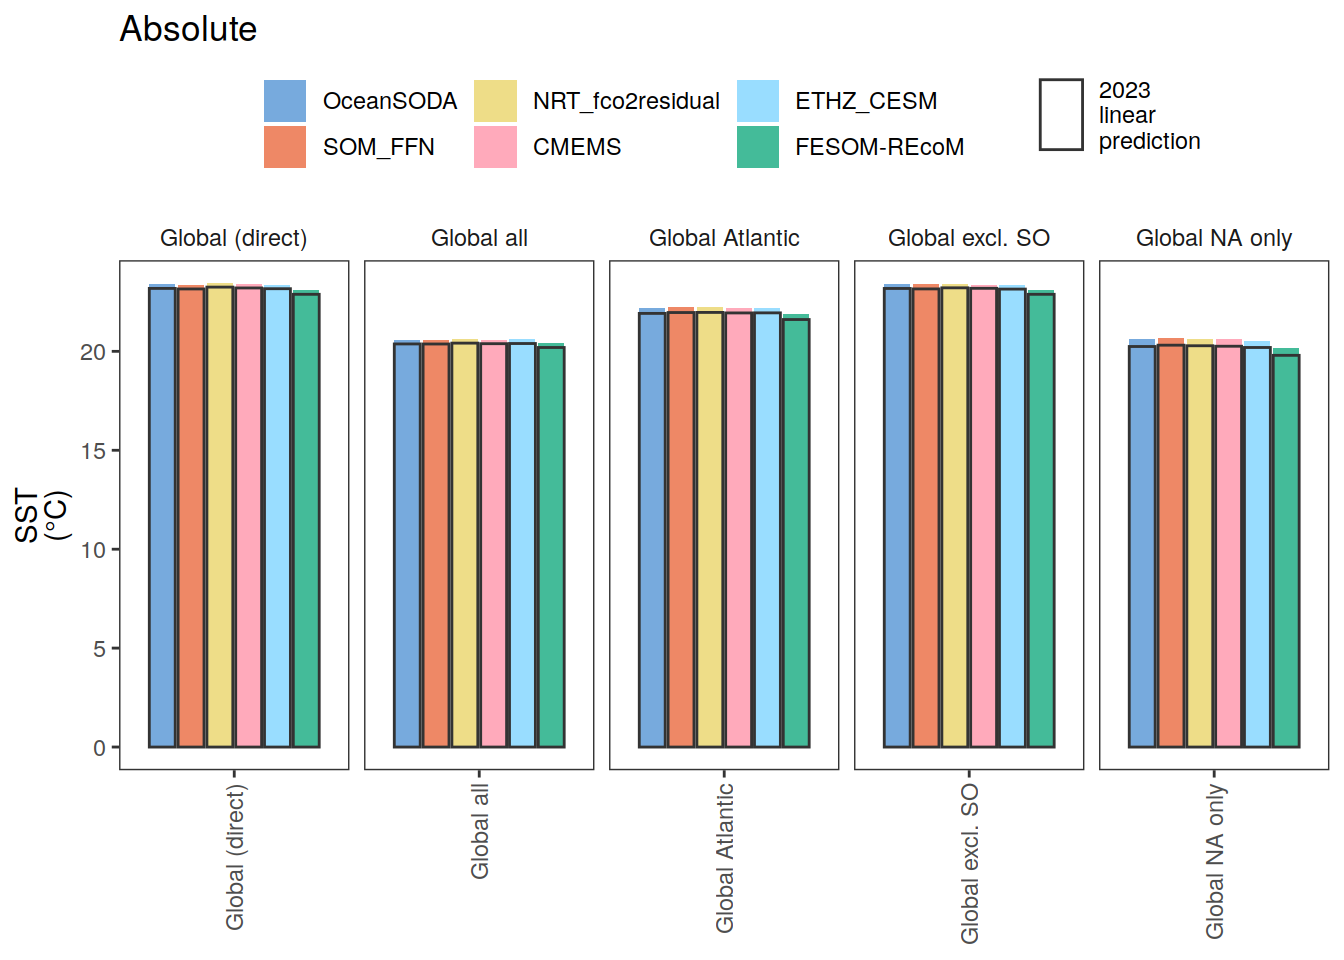 Absolute
OceanSODA
SOM_FFN
NRT_fco2residual
CMEMS
ETHZ_CESM
FESOM-REcoM
2023
linear
prediction
Global (direct)
Global all
Global Atlantic
Global excl. SO
Global NA only
SST
(°C)
20
15
10
5
0
Global (direct)
Global all
Global Atlantic
Global excl. SO
Global NA only